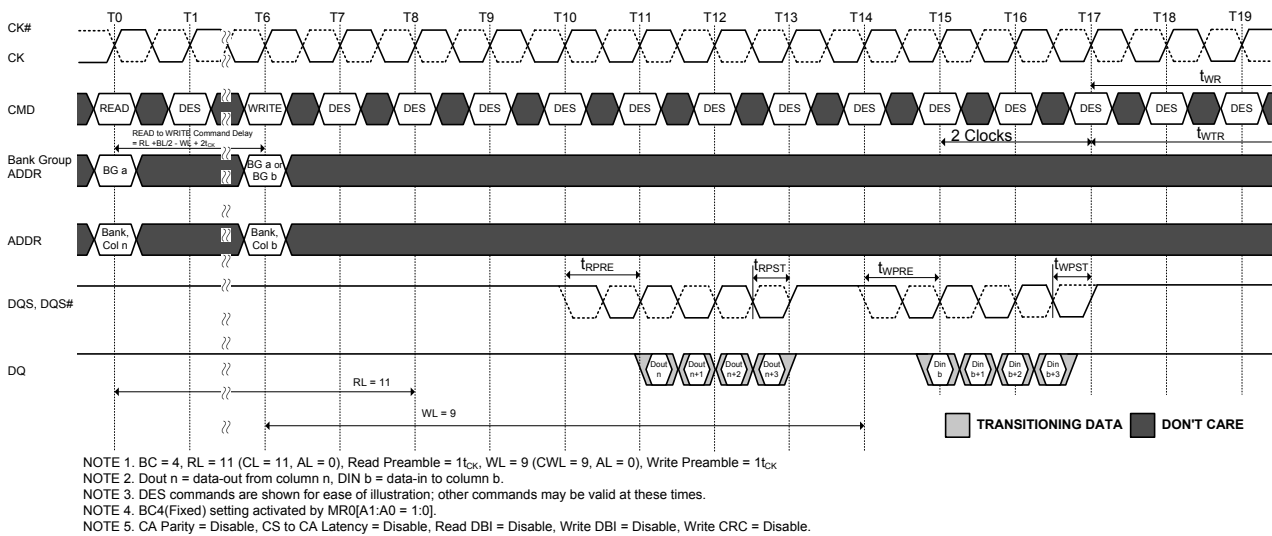 T0 T1 T6 T7 T8 T9 T10 T11 T12 T13 T14 T15 T16 T17 T18 T19
CK#
CK
tWR
CMD READ DES WRITE DES DES DES DES DES DES DES DES DES DES DES DES DES
READ to WRITE Command Delay
= RL +BL/2 - WL + 2tCK
2 Clocks
tWTR
Bank Group
ADDR
BG a
BG a or
BG b
ADDR
Bank,
Col n
Bank,
Col b
tRPRE tRPST tWPRE tWPST
DQS, DQS#
DQ
Dout
n
Dout
n+1
Dout
n+2
Dout
n+3
Din
b
Din
b+1
Din
b+2
Din
b+3
RL = 11
WL = 9
TRANSITIONING DATA DON'T CARE
NOTE 1. BC = 4, RL = 11 (CL = 11, AL = 0), Read Preamble = 1tCK, WL = 9 (CWL = 9, AL = 0), Write Preamble = 1tCK
NOTE 2. Dout n = data-out from column n, DIN b = data-in to column b.
NOTE 3. DES commands are shown for ease of illustration; other commands may be valid at these times.
NOTE 4. BC4(Fixed) setting activated by MR0[A1:A0 = 1:0].
NOTE 5. CA Parity = Disable, CS to CA Latency = Disable, Read DBI = Disable, Write DBI = Disable, Write CRC = Disable.